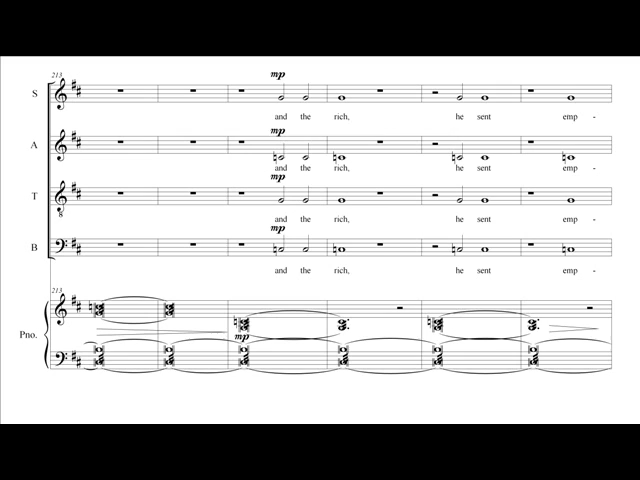 213
mp
S
and the rich, he sent emp -
mp
A
and the rich, he sent emp -
mp
T
8
and the rich, he sent emp -
mp
B
and the rich, he sent emp -
213
Pno.
mp